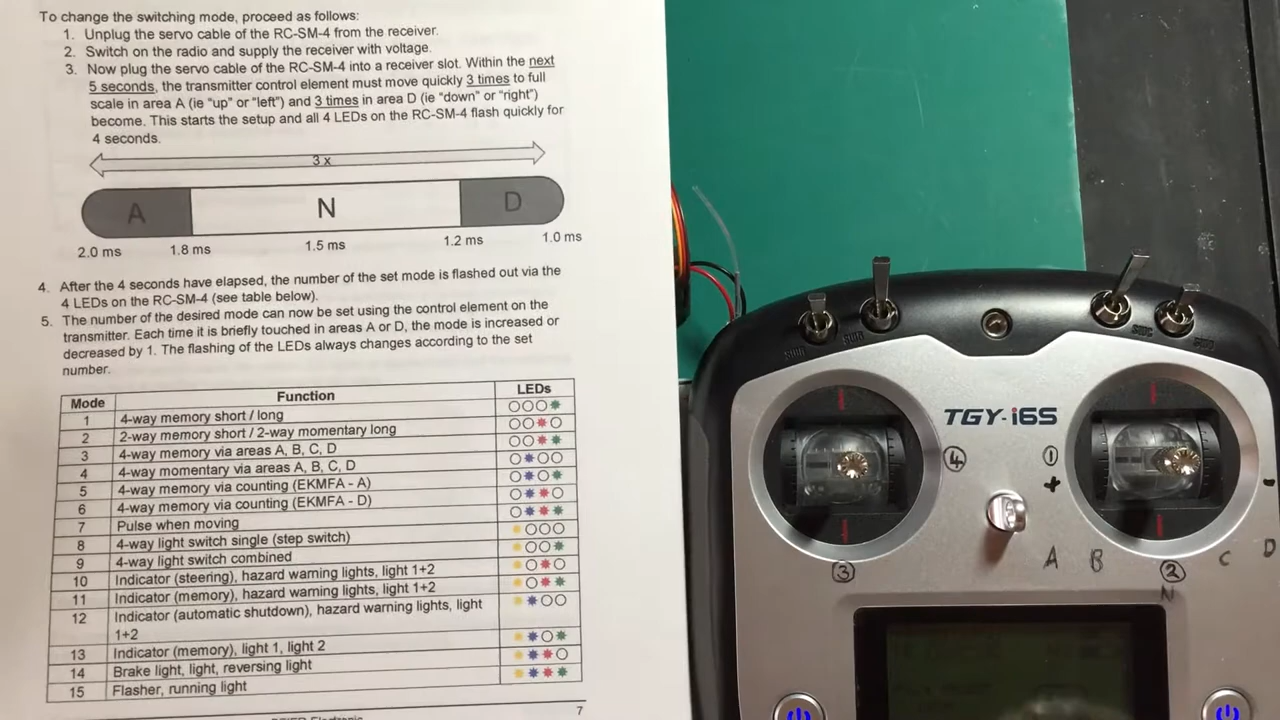 To change the switching mode, proceed as follows:
1. Unplug the servo cable of the RC-SM-4 from the receiver.
2. Switch on the radio and supply the receiver with voltage.
3. Now plug the servo cable of the RC-SM-4 into a receiver slot. Within the next
5 seconds, the transmitter control element must move quickly 3 times to full
scale in area A (ie "up" or "left") and 3 times in area D (ie "down" or "right")
become. This starts the setup and all 4 LEDs on the RC-SM-4 flash quickly for
4 seconds.
3 x
A N D
2.0 ms 1.8 ms 1.5 ms 1.2 ms 1.0 ms
4. After the 4 seconds have elapsed, the number of the set mode is flashed out via the
4 LEDs on the RC-SM-4 (see table below).
5. The number of the desired mode can now be set using the control element on the
transmitter. Each time it is briefly touched in areas A or D, the mode is increased or
decreased by 1. The flashing of the LEDs always changes according to the set
number.
Mode Function LEDs
1 4-way memory short / long
2 2-way memory short / 2-way momentary long
3 4-way memory via areas A, B, C, D
4 4-way momentary via areas A, B, C, D
5 4-way memory via counting (EKMFA - A)
6 4-way memory via counting (EKMFA - D)
7 Pulse when moving
8 4-way light switch single (step switch)
9 4-way light switch combined
10 Indicator (steering), hazard warning lights, light 1+2
11 Indicator (memory), hazard warning lights, light 1+2
12 Indicator (automatic shutdown), hazard warning lights, light
1+2
13 Indicator (memory), light 1, light 2
14 Brake light, light, reversing light
15 Flasher, running light
7
TGY-i6S
4 1
+ -
A B C D
3 2
N